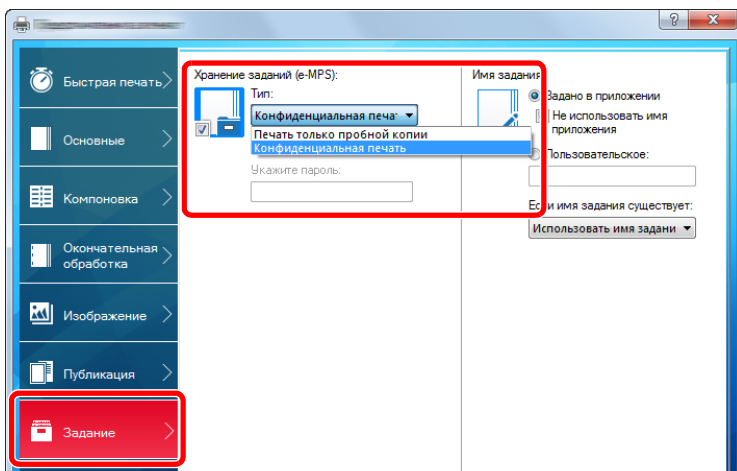 Быстрая печать
Основные
Компоновка
Окончательная
обработка
Изображение
Публикация
Задание
Хранение заданий (e-MPS):
Тип:
Конфиденциальная печат
Печать только пробной копии
Конфиденциальная печать
Укажите пароль:
Имя задания
Задано в приложении
Не использовать имя
приложения
Пользовательское:
Если имя задания существует:
Использовать имя задани